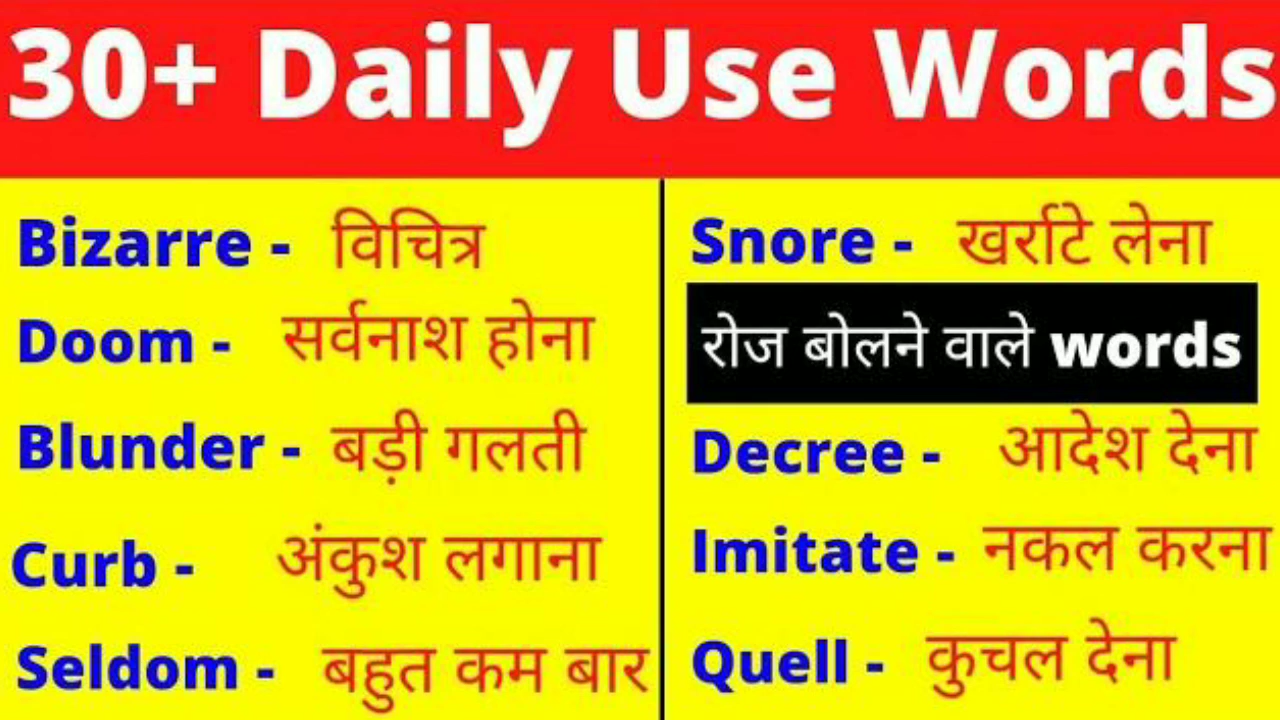 30+ Daily Use Words
Bizarre - विचित्र
Doom - सर्वनाश होना
Blunder - बड़ी गलती
Curb - अंकुश लगाना
Seldom - बहुत कम बार
Snore - खर्राटे लेना
रोज बोलने वाले words
Decree - आदेश देना
Imitate - नकल करना
Quell - कुचल देना